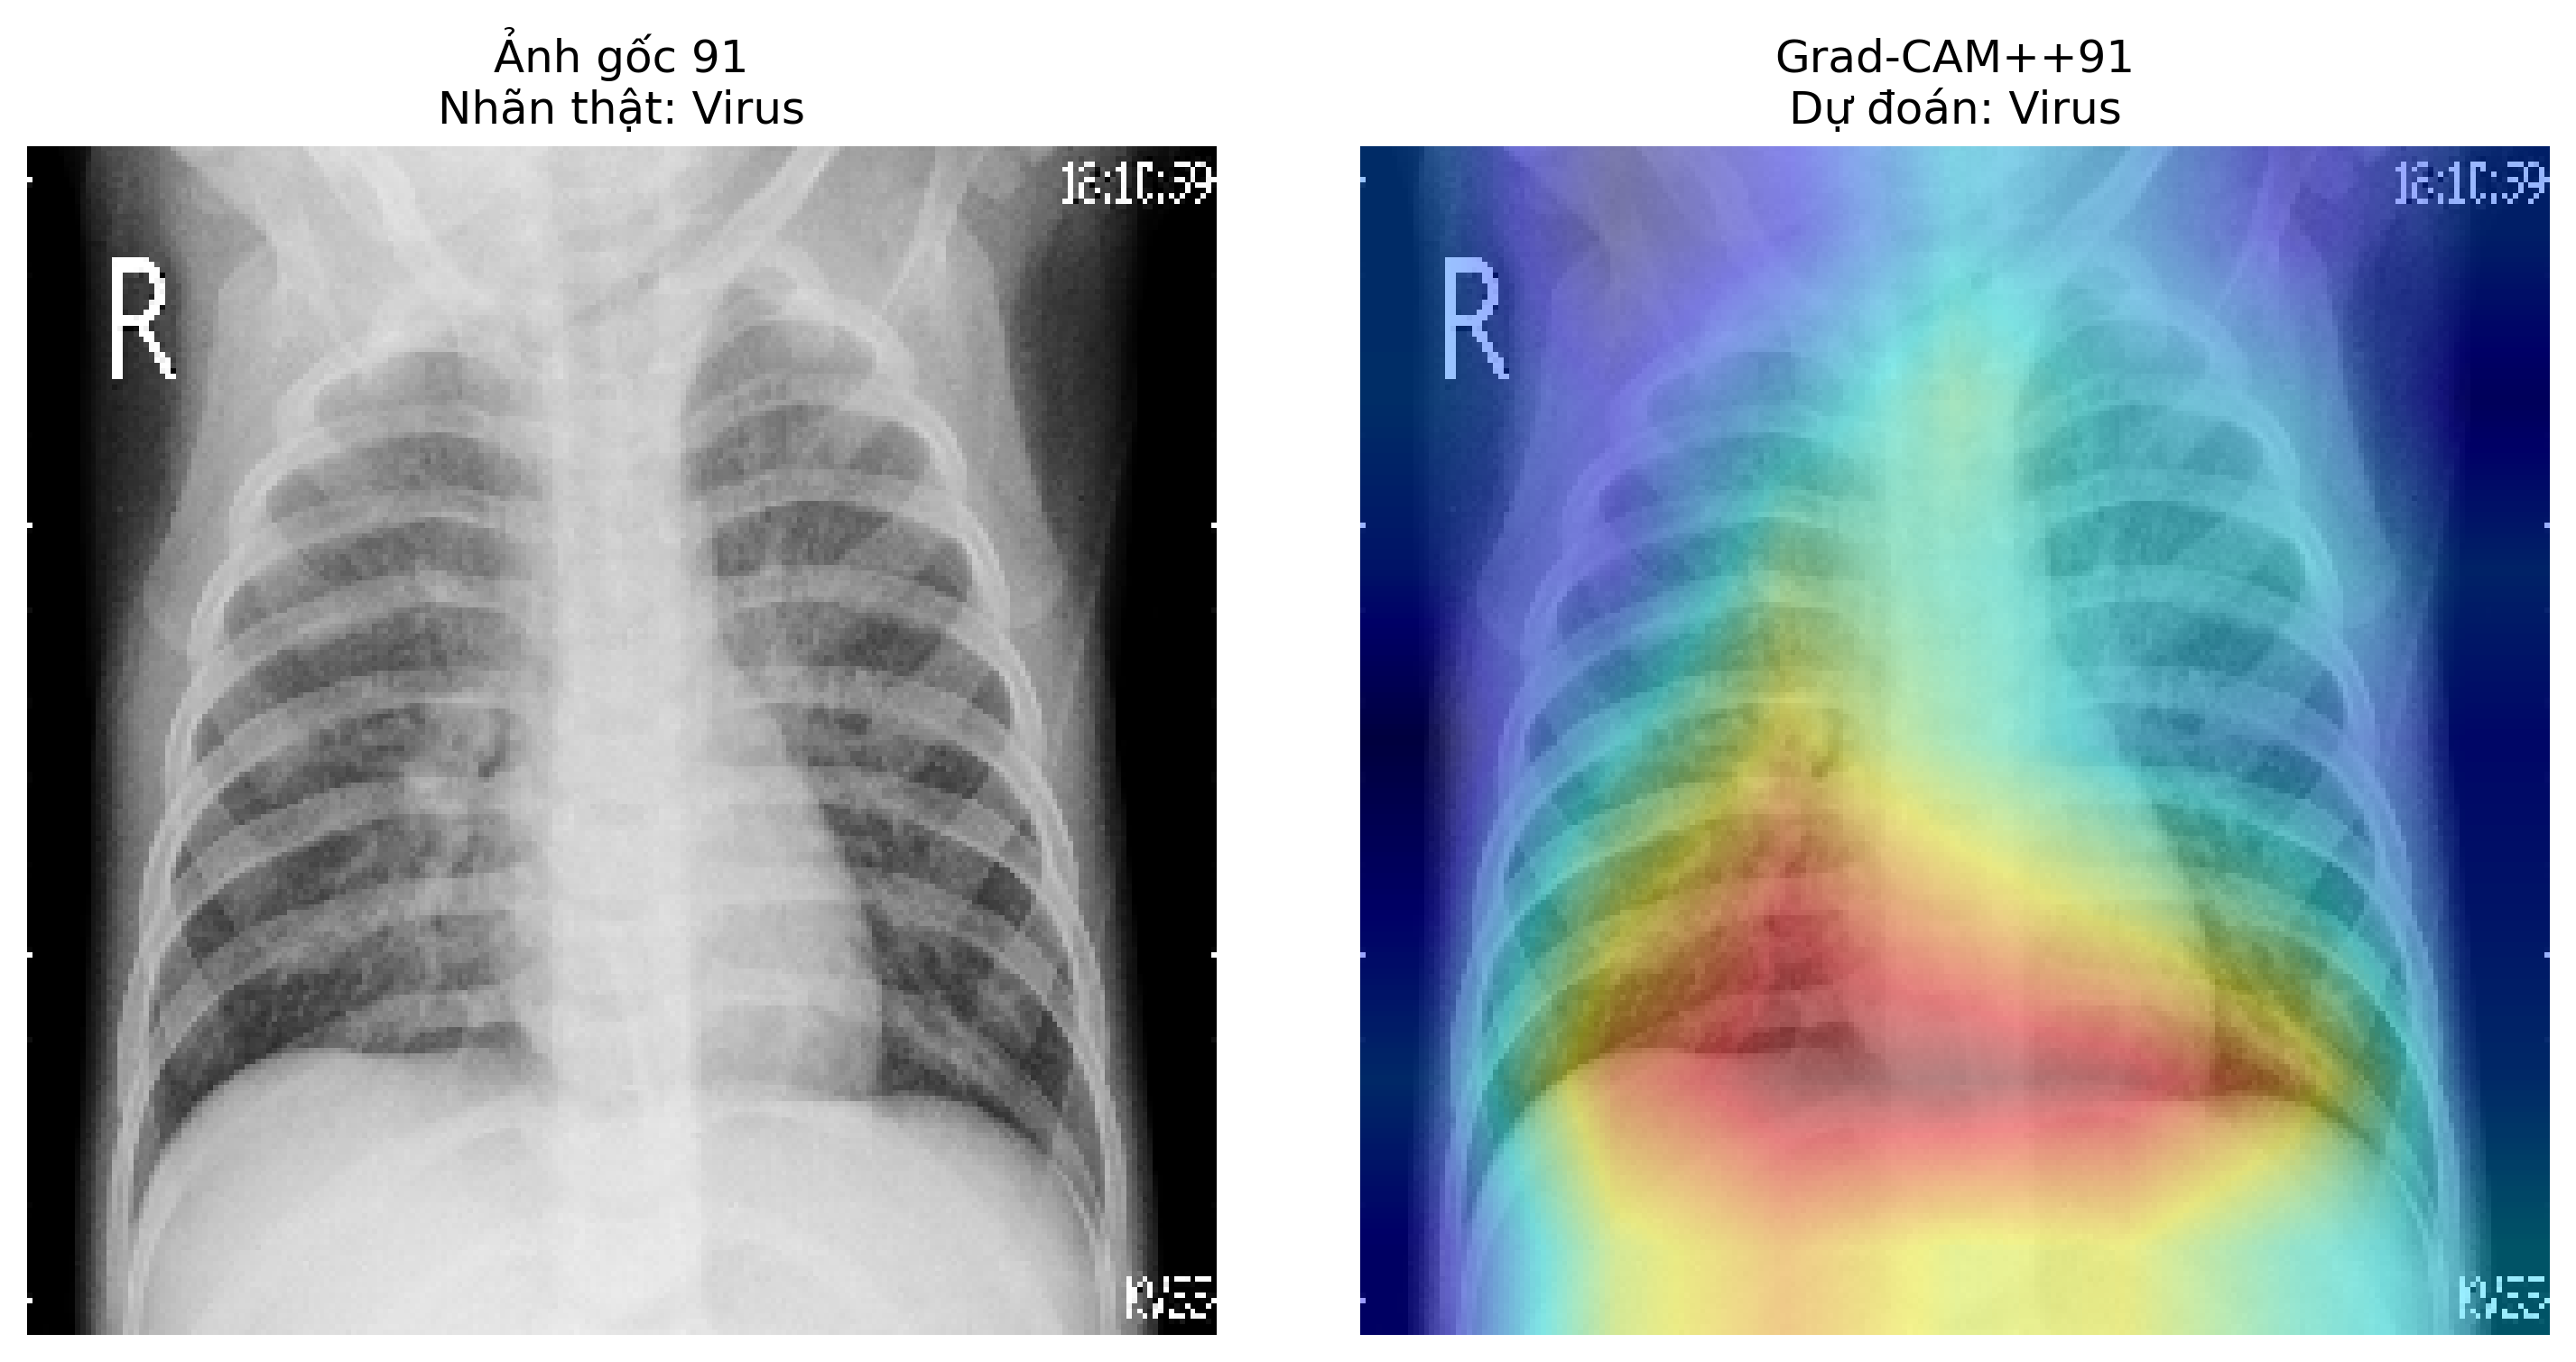 Ảnh gốc 91
Nhãn thật: Virus
Grad-CAM++91
Dự đoán: Virus
R
R